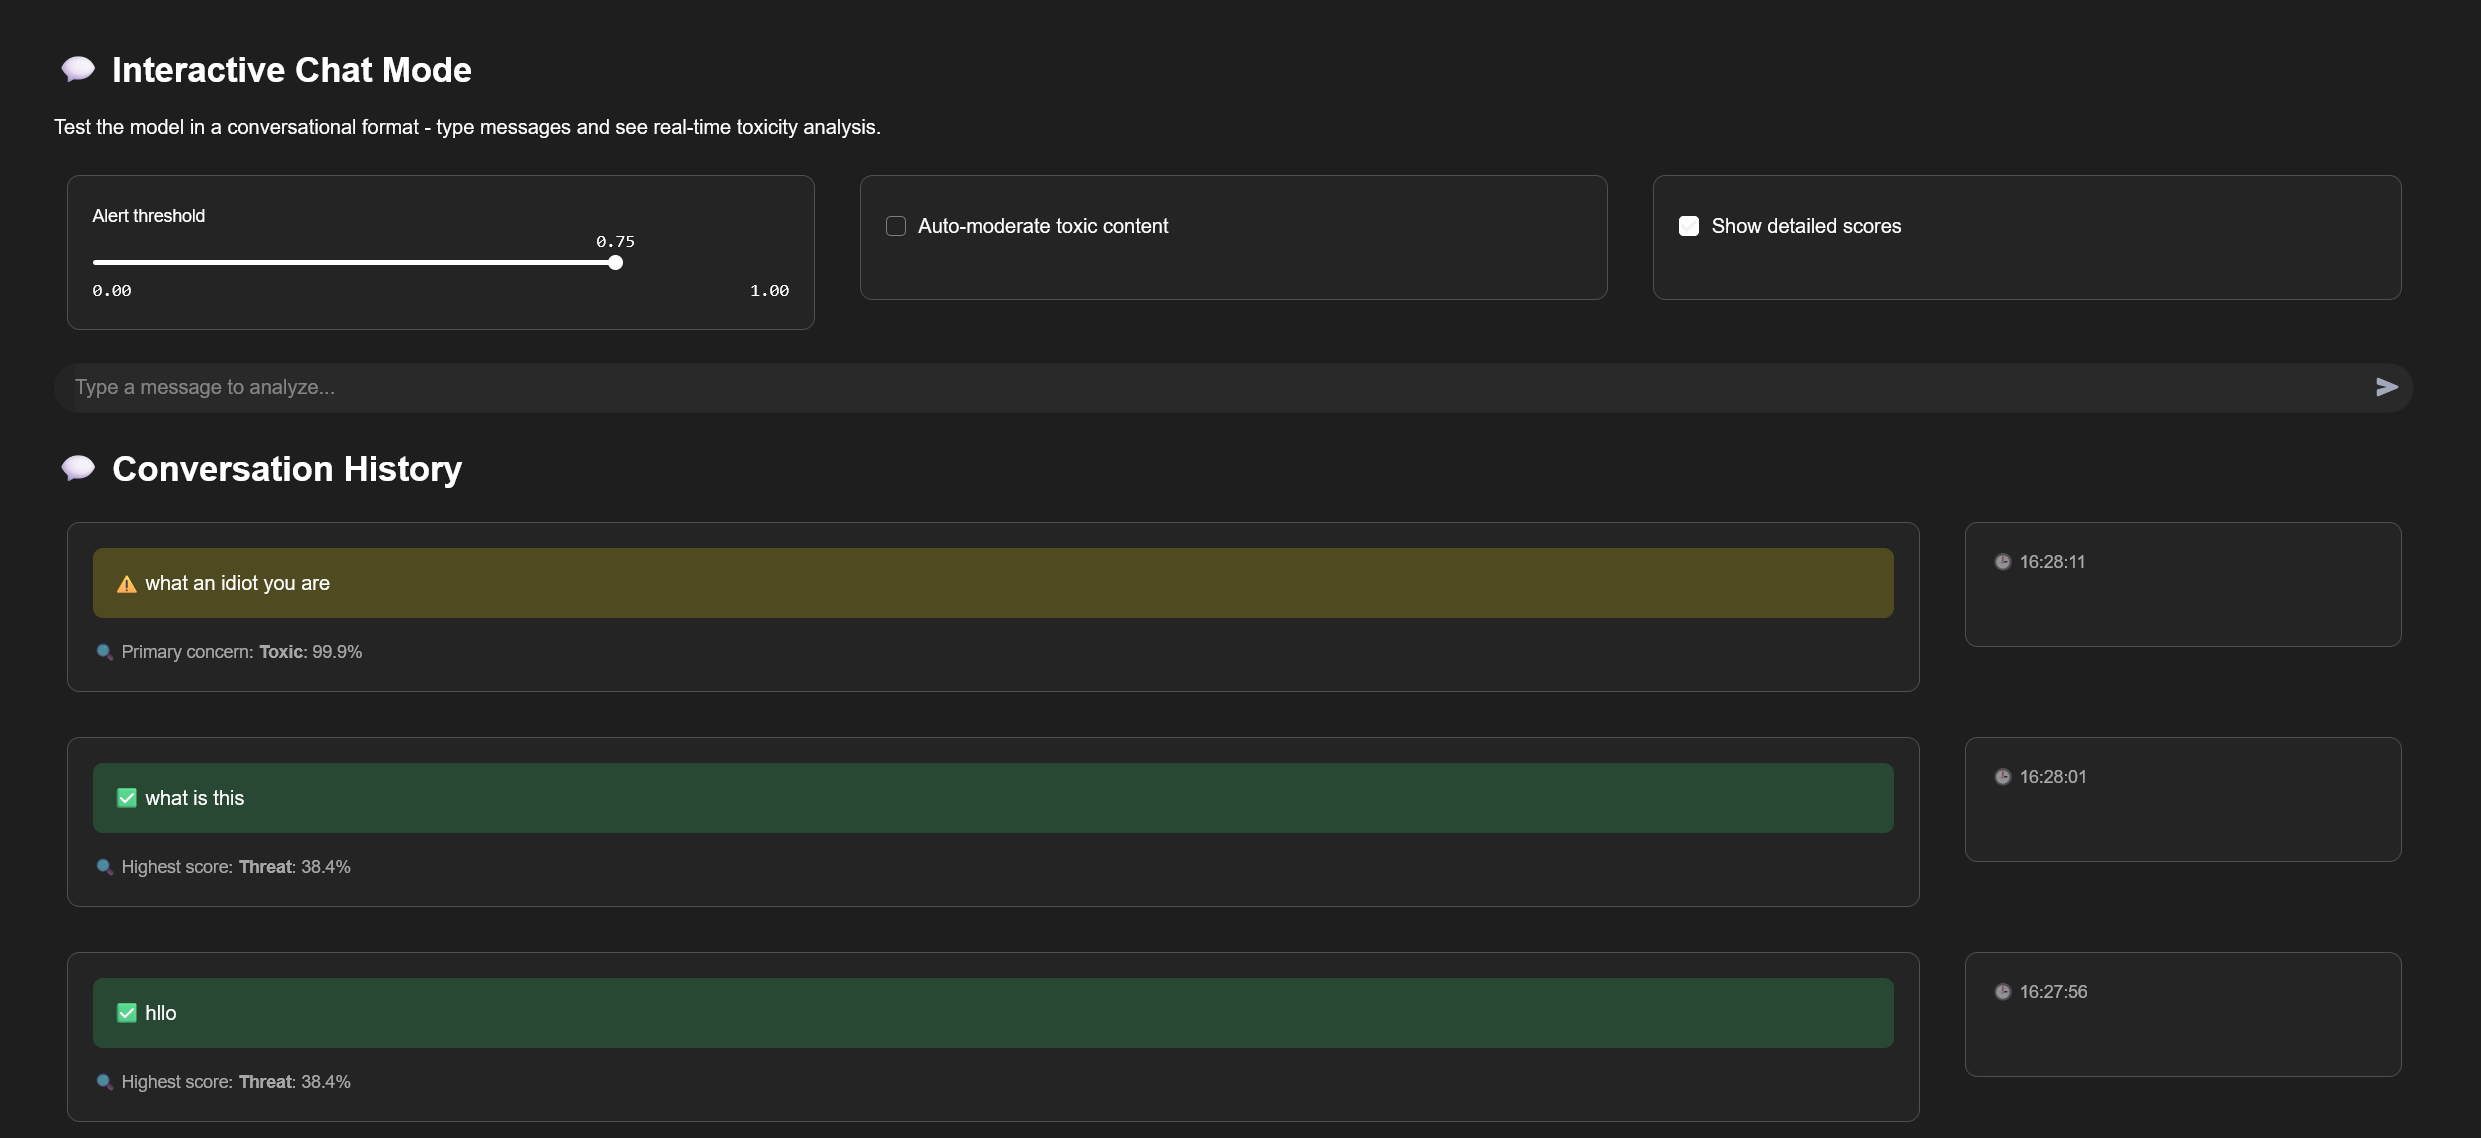 Interactive Chat Mode
Test the model in a conversational format - type messages and see real-time toxicity analysis.
Alert threshold
0.75
0.00
1.00
Auto-moderate toxic content
Show detailed scores
Type a message to analyze...
Conversation History
what an idiot you are
Primary concern: Toxic: 99.9%
16:28:11
what is this
Highest score: Threat: 38.4%
16:28:01
hllo
Highest score: Threat: 38.4%
16:27:56